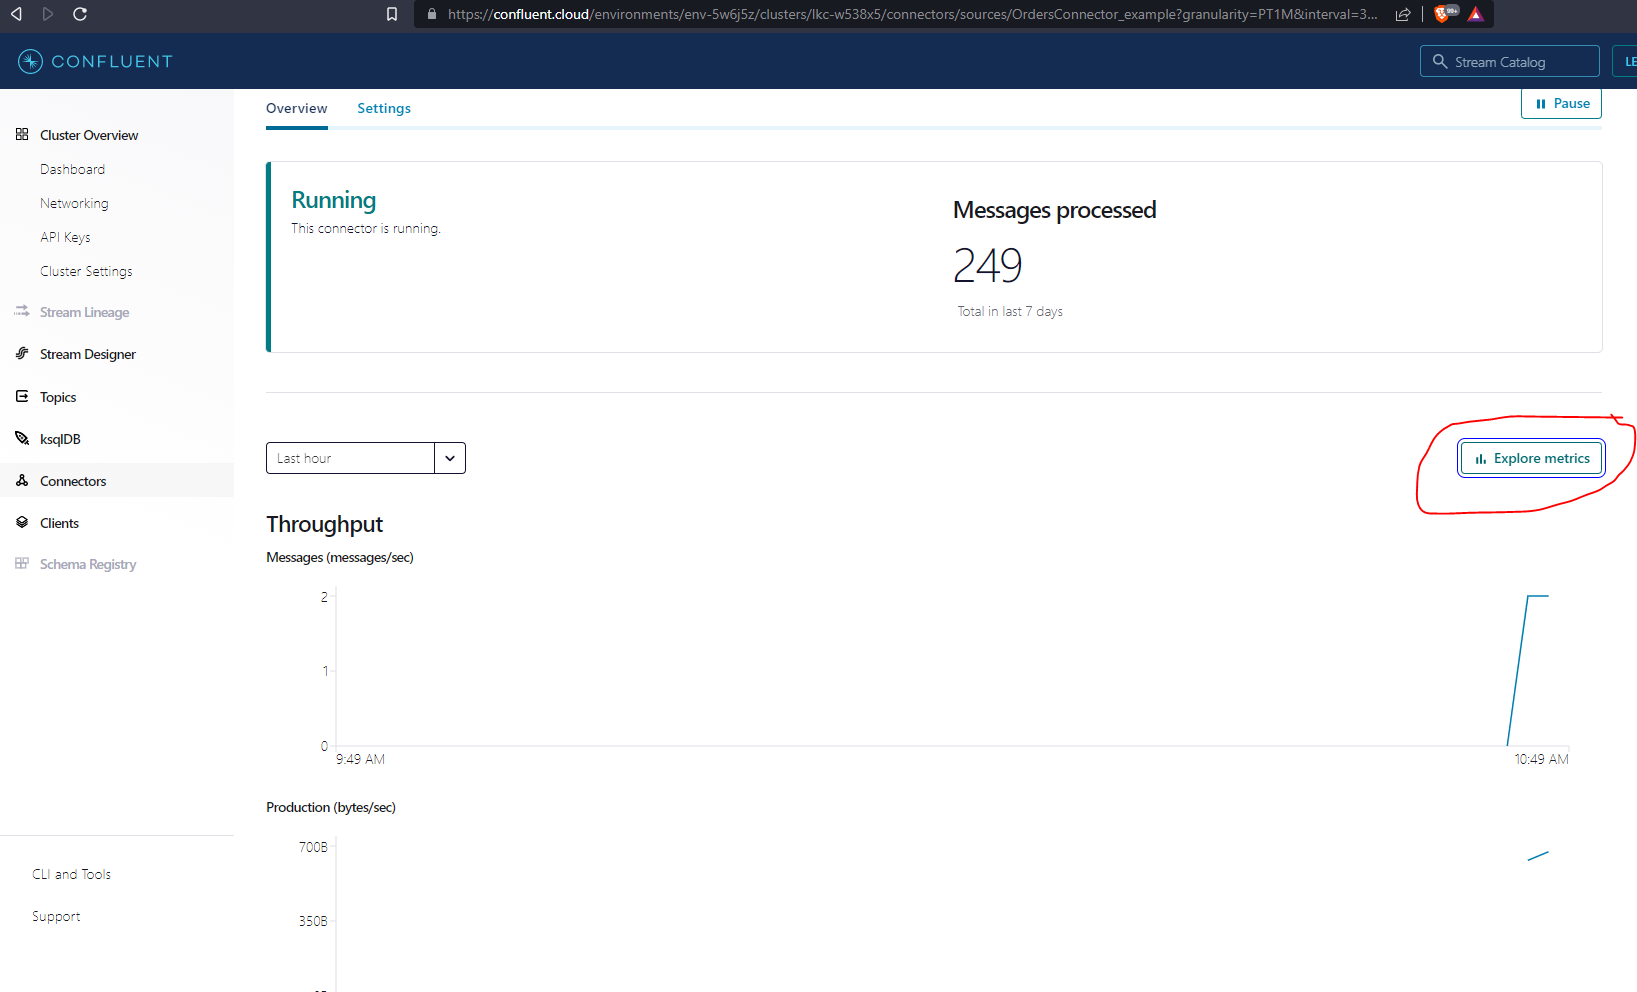 https://confluent.cloud/environments/env-5w6j5z/clusters/lkc-w538x5/connectors/sources/OrdersConnector_example?granularity=PT1M&interval=3...
99+
CONFLUENT
Stream Catalog
LE
Overview
Settings
Pause
Cluster Overview
Dashboard
Networking
API Keys
Cluster Settings
Stream Lineage
Stream Designer
Topics
ksqlDB
Connectors
Clients
Schema Registry
CLI and Tools
Support
Running
This connector is running.
Messages processed
249
Total in last 7 days
Last hour
Explore metrics
Throughput
Messages (messages/sec)
2
1
0
9:49 AM
10:49 AM
Production (bytes/sec)
700B
350B